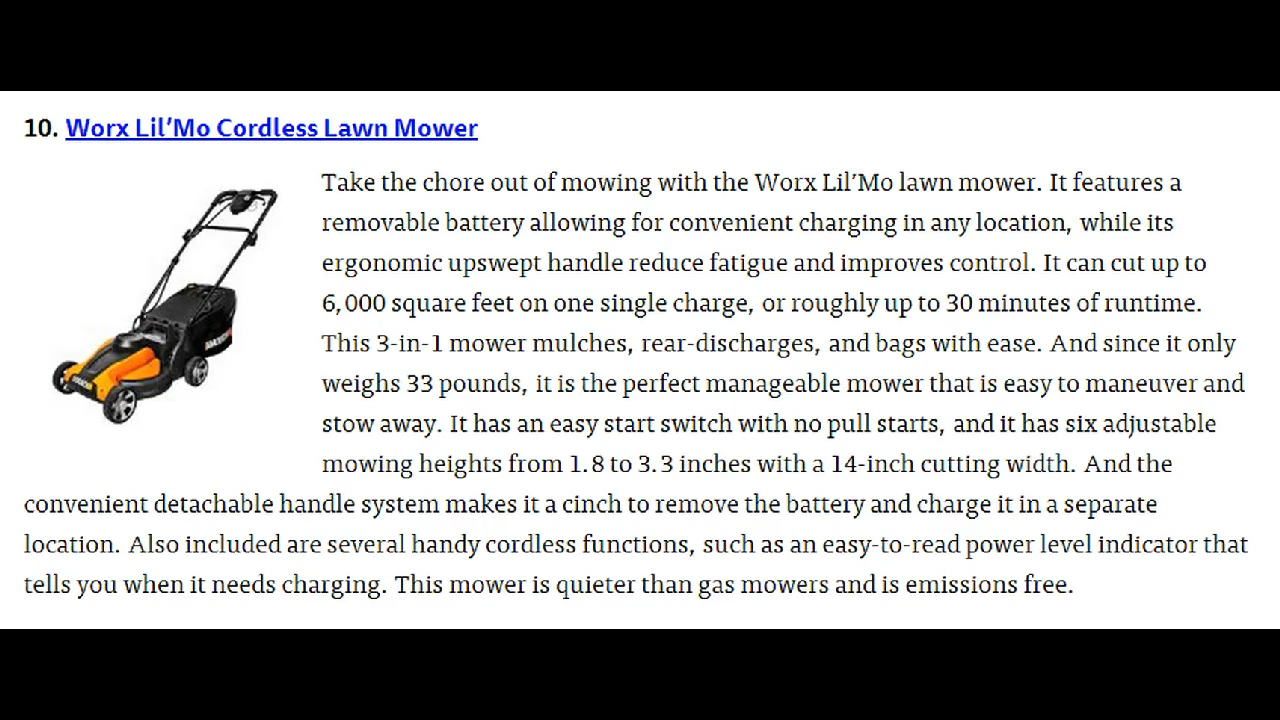 10. Worx Lil’Mo Cordless Lawn Mower
Take the chore out of mowing with the Worx Lil’Mo lawn mower. It features a
removable battery allowing for convenient charging in any location, while its
ergonomic upswept handle reduce fatigue and improves control. It can cut up to
6,000 square feet on one single charge, or roughly up to 30 minutes of runtime.
This 3-in-1 mower mulches, rear-discharges, and bags with ease. And since it only
weighs 33 pounds, it is the perfect manageable mower that is easy to maneuver and
stow away. It has an easy start switch with no pull starts, and it has six adjustable
mowing heights from 1.8 to 3.3 inches with a 14-inch cutting width. And the
convenient detachable handle system makes it a cinch to remove the battery and charge it in a separate
location. Also included are several handy cordless functions, such as an easy-to-read power level indicator that
tells you when it needs charging. This mower is quieter than gas mowers and is emissions free.